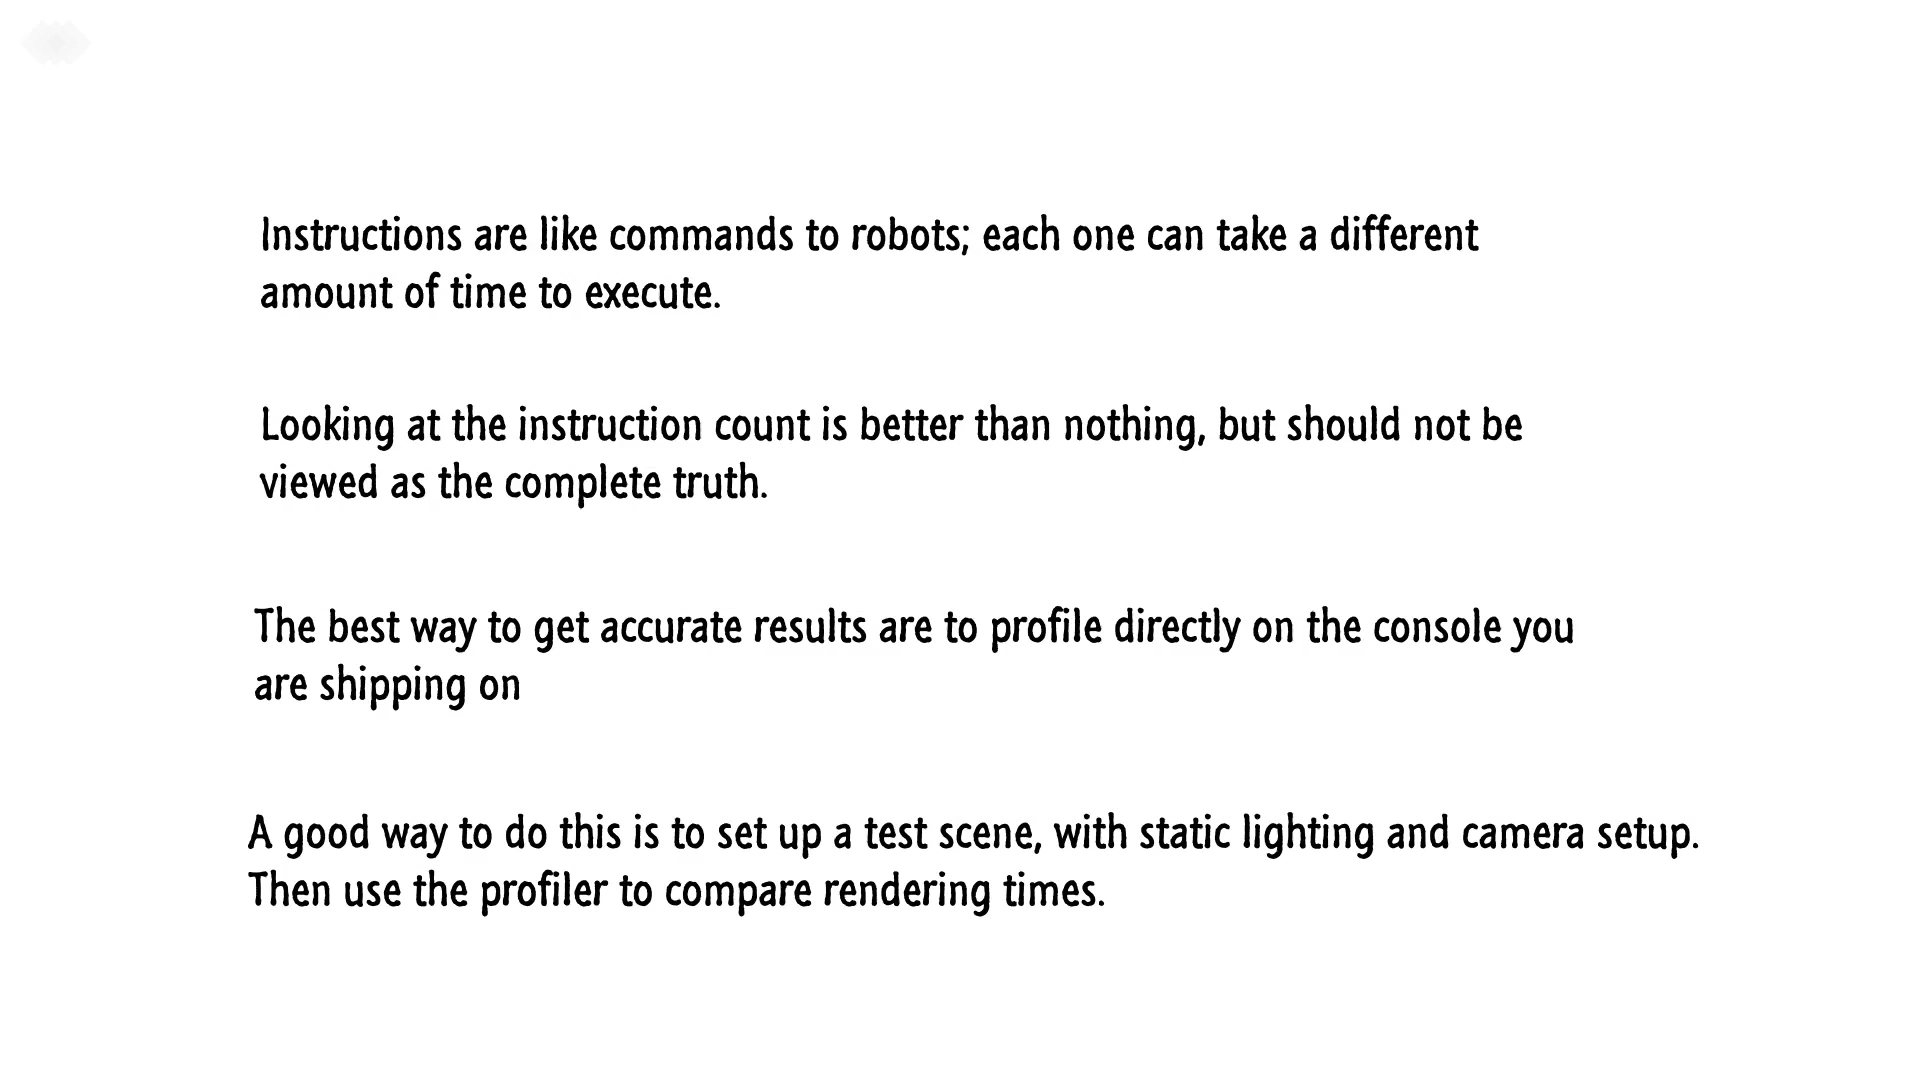 Instructions are like commands to robots; each one can take a different
amount of time to execute.
Looking at the instruction count is better than nothing, but should not be
viewed as the complete truth.
The best way to get accurate results are to profile directly on the console you
are shipping on
A good way to do this is to set up a test scene, with static lighting and camera setup.
Then use the profiler to compare rendering times.